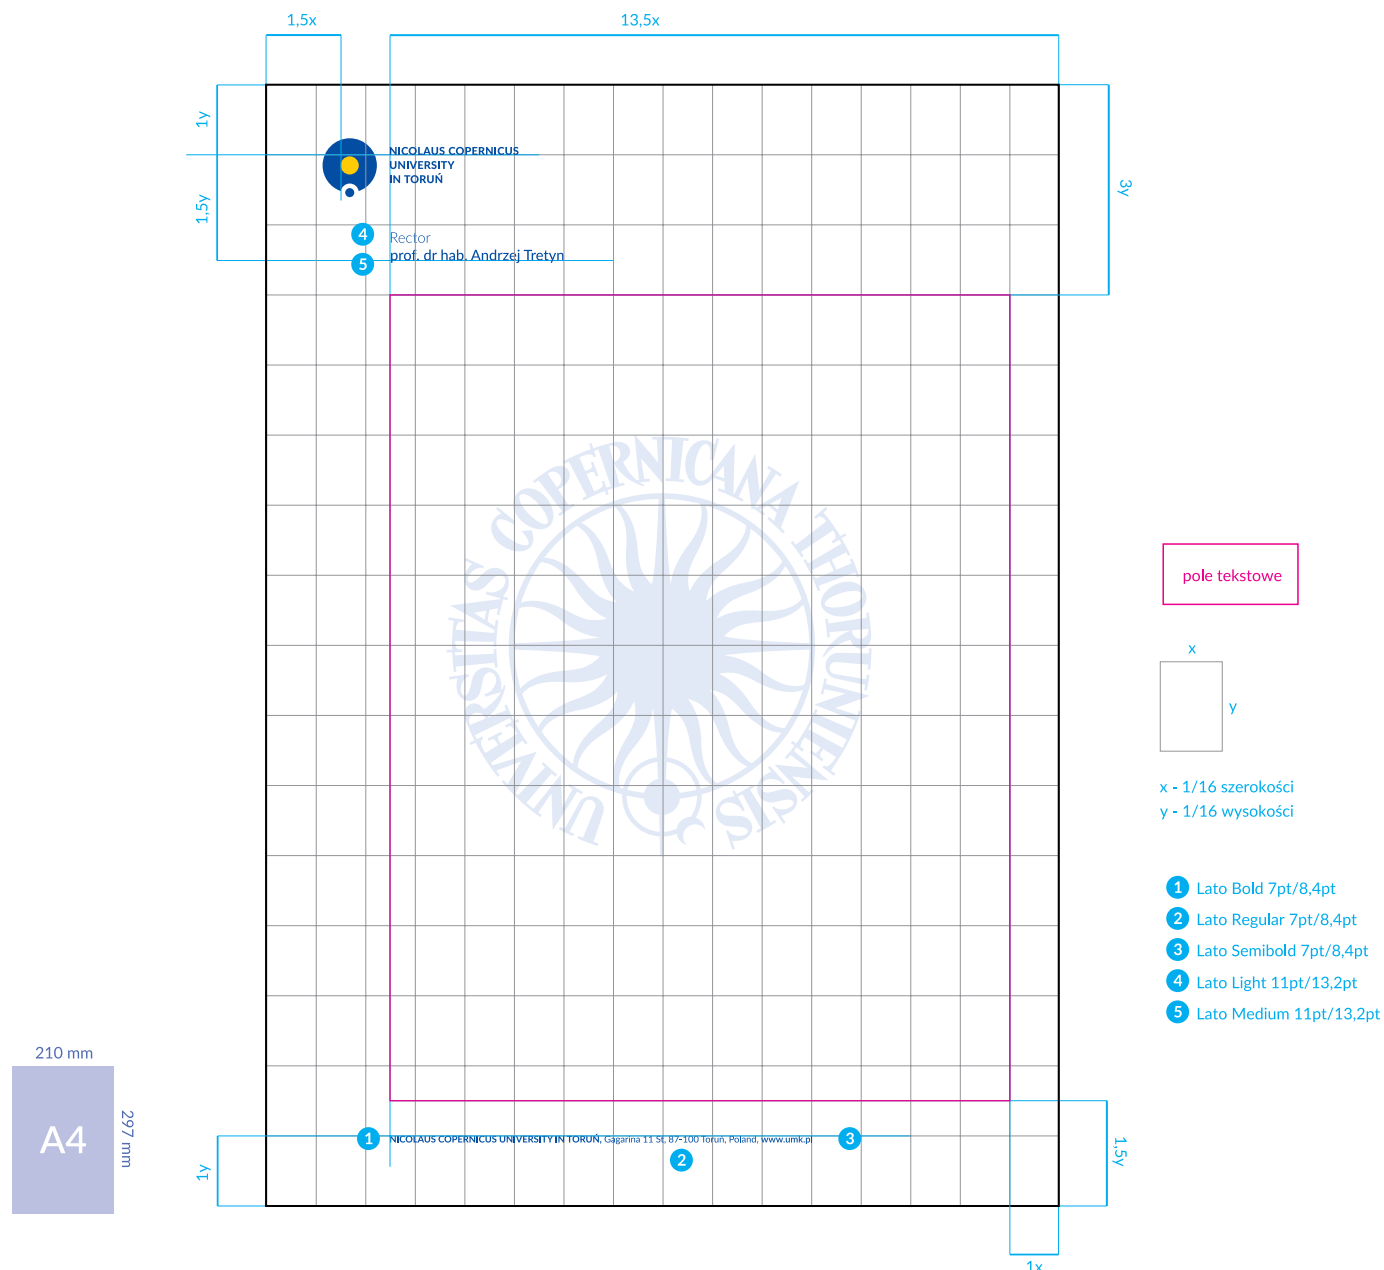 1,5x
13,5x
1y
NICOLAUS COPERNICUS
UNIVERSITY
IN TORUŃ
1,5y
3y
4
Rector
5
prof. dr hab. Andrzej Tretyn
UNIVERSITAS COPERNICANA THORUNIENSIS
pole tekstowe
x
y
x - 1/16 szerokości
y - 1/16 wysokości
1 Lato Bold 7pt/8,4pt
2 Lato Regular 7pt/8,4pt
3 Lato Semibold 7pt/8,4pt
4 Lato Light 11pt/13,2pt
5 Lato Medium 11pt/13,2pt
210 mm
A4
297 mm
1 NICOLAUS COPERNICUS UNIVERSITY IN TORUŃ, Gagarina 11 St, 87-100 Toruń, Poland, www.umk.pl 3
2
1y
1,5y
1x